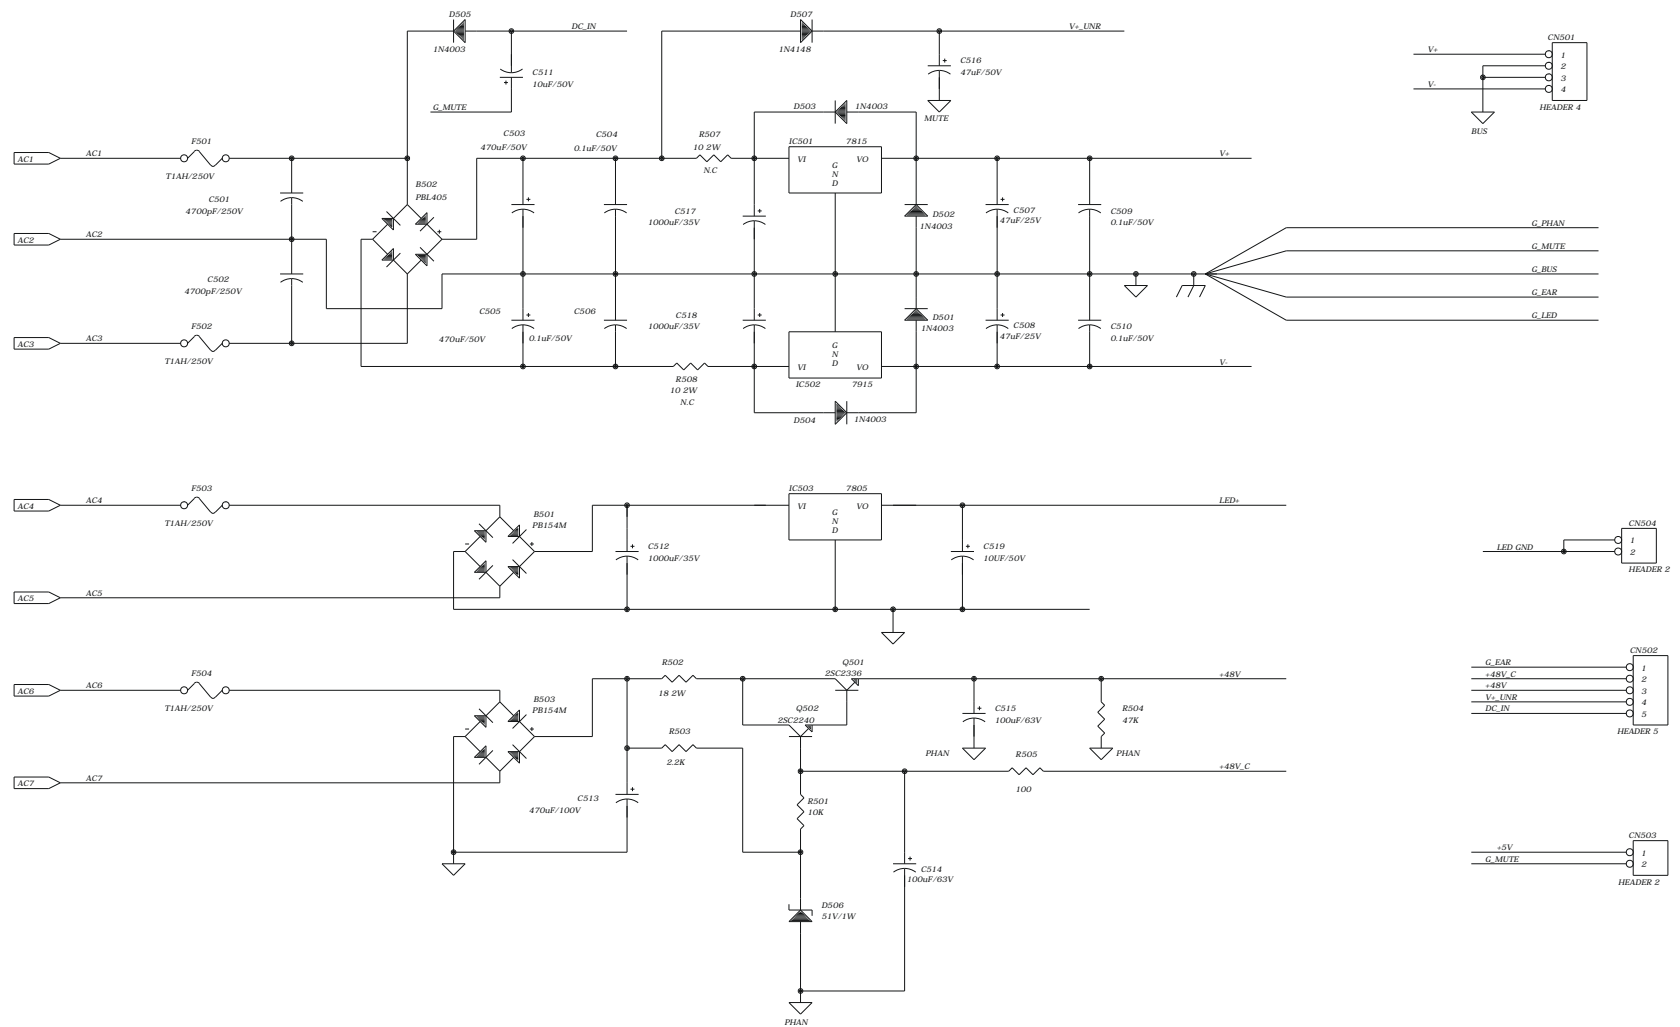 D505
1N4003
DC_IN
C511
10uF/50V
G_MUTE
D507
1N4148
V+_UNR
C516
47uF/50V
MUTE
CN501
V+
1
2
3
V-
4
HEADER 4
BUS
AC1
AC1
F501
T1AH/250V
C501
4700pF/250V
B502
PBL405
-
+
AC2
AC2
C502
4700pF/250V
AC3
AC3
F502
T1AH/250V
C503
470uF/50V
+
C504
0.1uF/50V
R507
10 2W
N.C
D503
1N4003
IC501
7815
VI
VO
G
N
D
V+
C517
1000uF/35V
+
D502
1N4003
+
C507
47uF/25V
C509
0.1uF/50V
G_PHAN
G_MUTE
G_BUS
G_EAR
G_LED
C505
+
470uF/50V
C506
0.1uF/50V
C518
1000uF/35V
+
D501
1N4003
+
C508
47uF/25V
C510
0.1uF/50V
G
N
D
VI
VO
IC502
7915
V-
R508
10 2W
N.C
D504
1N4003
AC4
AC4
F503
T1AH/250V
B501
PB154M
-
+
AC5
AC5
+
C512
1000uF/35V
IC503
7805
VI
VO
G
N
D
+
C519
10UF/50V
LED+
CN504
1
LED GND
2
HEADER 2
AC6
AC6
F504
T1AH/250V
B503
PB154M
-
+
AC7
AC7
R502
18 2W
R503
2.2K
+
C513
470uF/100V
Q501
2SC2336
Q502
2SC2240
+48V
+
C515
100uF/63V
PHAN
R504
47K
PHAN
R505
100
+48V_C
R501
10K
+
C514
100uF/63V
D506
51V/1W
PHAN
CN502
G_EAR
1
+48V_C
2
+48V
3
V+_UNR
4
DC_IN
5
HEADER 5
CN503
+5V
1
G_MUTE
2
HEADER 2